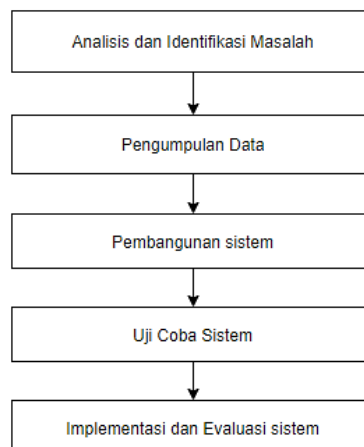 Analisis dan Identifikasi Masalah
Pengumpulan Data
Pembangunan sistem
Uji Coba Sistem
Implementasi dan Evaluasi sistem